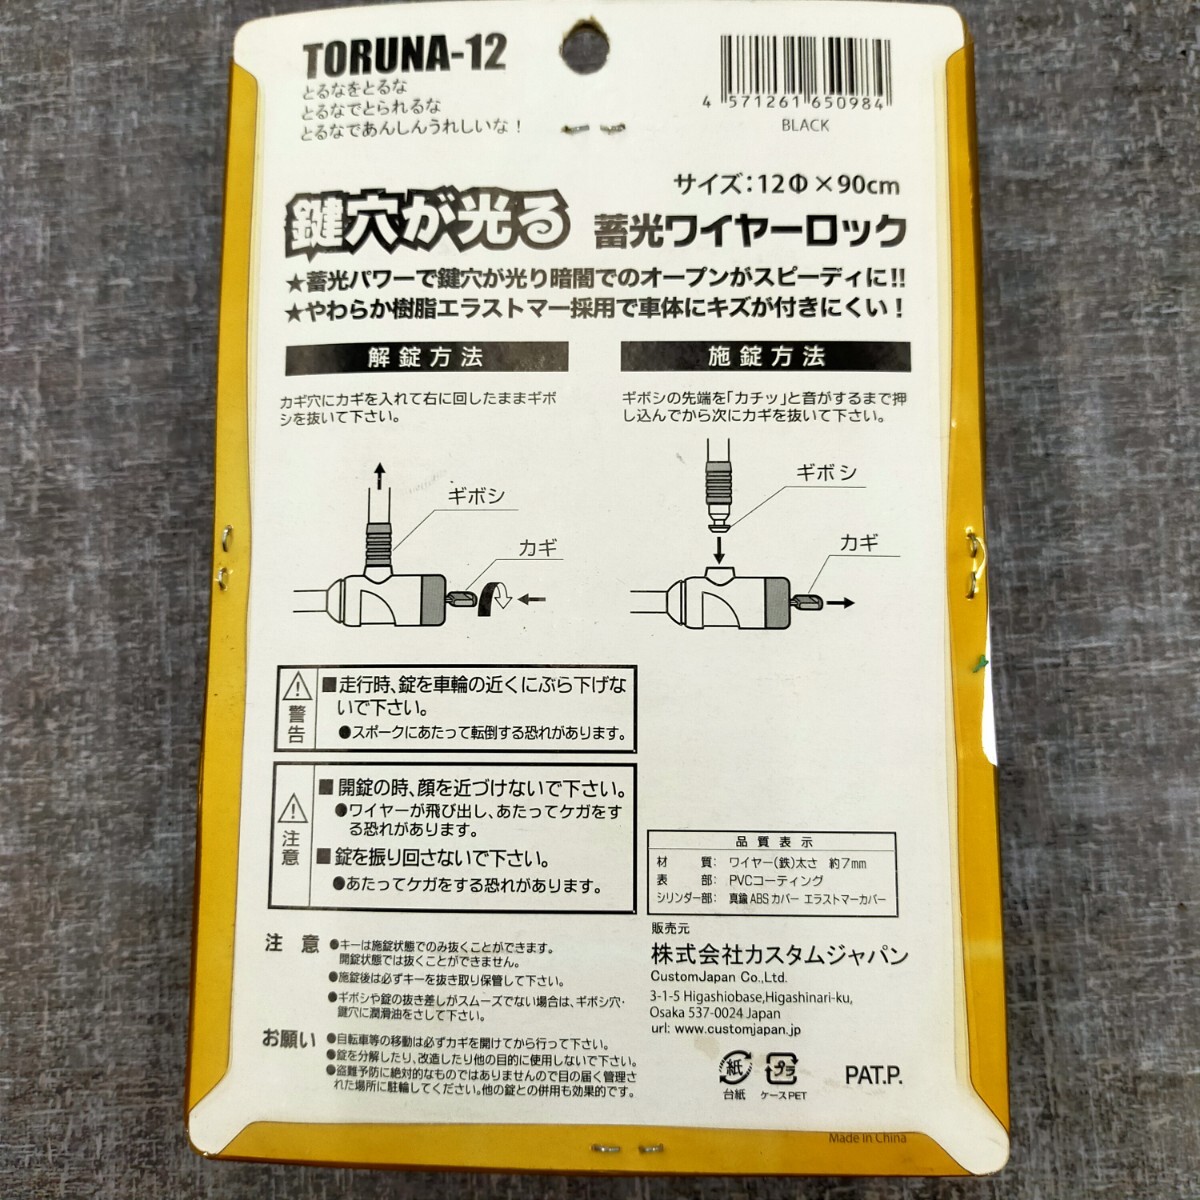 TORUNA-12
とるなをとるな
とるなでとられるな
とるなであんしんうれしいな！
4 571261 650984
BLACK
サイズ：12Φ×90cm
鍵穴が光る 蓄光ワイヤーロック
★蓄光パワーで鍵穴が光り暗闇でのオープンがスピーディに!!
★やわらか樹脂エラストマー採用で車体にキズが付きにくい！
解錠方法
カギ穴にカギを入れて右に回したままギボ
シを抜いて下さい。
ギボシ
カギ
施錠方法
ギボシの先端を「カチッ」と音がするまで押
し込んでから次にカギを抜いて下さい。
ギボシ
カギ
警告
■走行時、錠を車輪の近くにぶら下げな
いで下さい。
●スポークにあたって転倒する恐れがあります。
注意
■開錠の時、顔を近づけないで下さい。
●ワイヤーが飛び出し、あたってケガをす
る恐れがあります。
■錠を振り回さないで下さい。
●あたってケガをする恐れがあります。
注意
●キーは施錠状態でのみ抜くことができます。
開錠状態では抜くことができません。
●施錠後は必ずキーを抜き取り保管して下さい。
●ギボシや錠の抜き差しがスムーズでない場合は、ギボシ穴・
鍵穴に潤滑油をさして下さい。
お願い
●自転車等の移動は必ずカギを開けてから行って下さい。
●錠を分解したり、改造したり他の目的に使用しないで下さい。
●盗難予防に絶対的なものではありませんので目の届く管理さ
れた場所に駐輪してください。他の錠との併用も効果的です。
品質表示
材質：ワイヤー（鉄）太さ 約7mm
表部：PVCコーティング
シリンダー部：真鍮 ABSカバー エラストマーカバー
販売元
株式会社カスタムジャパン
CustomJapan Co.,Ltd.
3-1-5 Higashiobase,Higashinari-ku,
Osaka 537-0024 Japan
url: www.customjapan.jp
紙
台紙
プラ
ケースPET
PAT.P.
Made in China